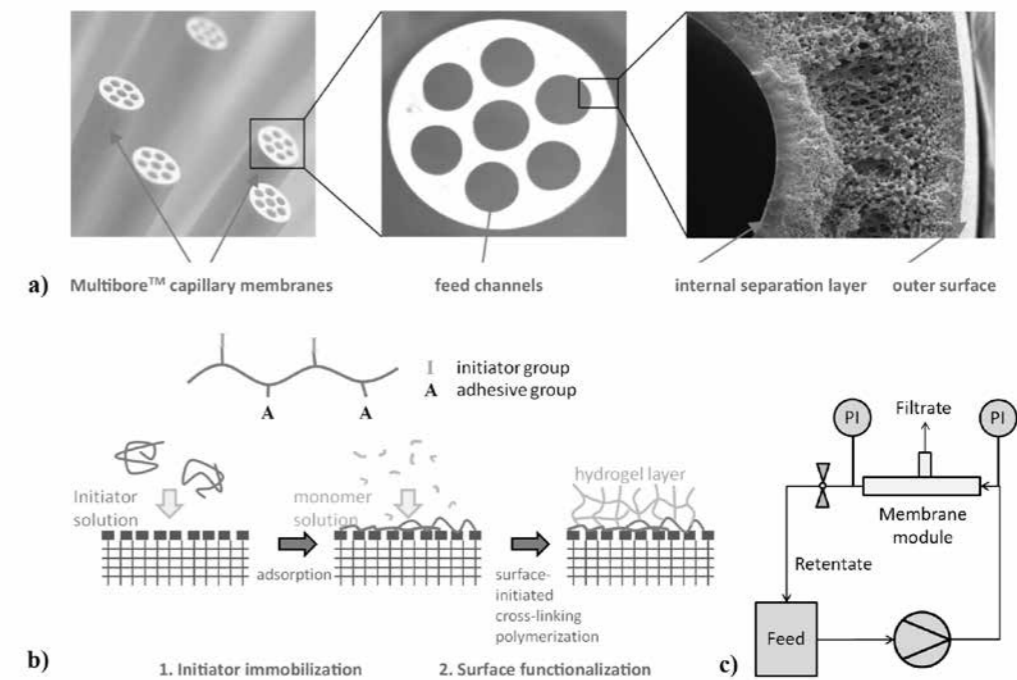 a)
Multibore™ capillary membranes
feed channels
internal separation layer
outer surface
I initiator group
A adhesive group
A
A
I
I
Initiator
solution
adsorption
monomer
solution
surface-
initiated
cross-linking
polymerization
hydrogel layer
b)
1. Initiator immobilization
2. Surface functionalization
PI
Filtrate
PI
Membrane
module
Retentate
Feed
c)